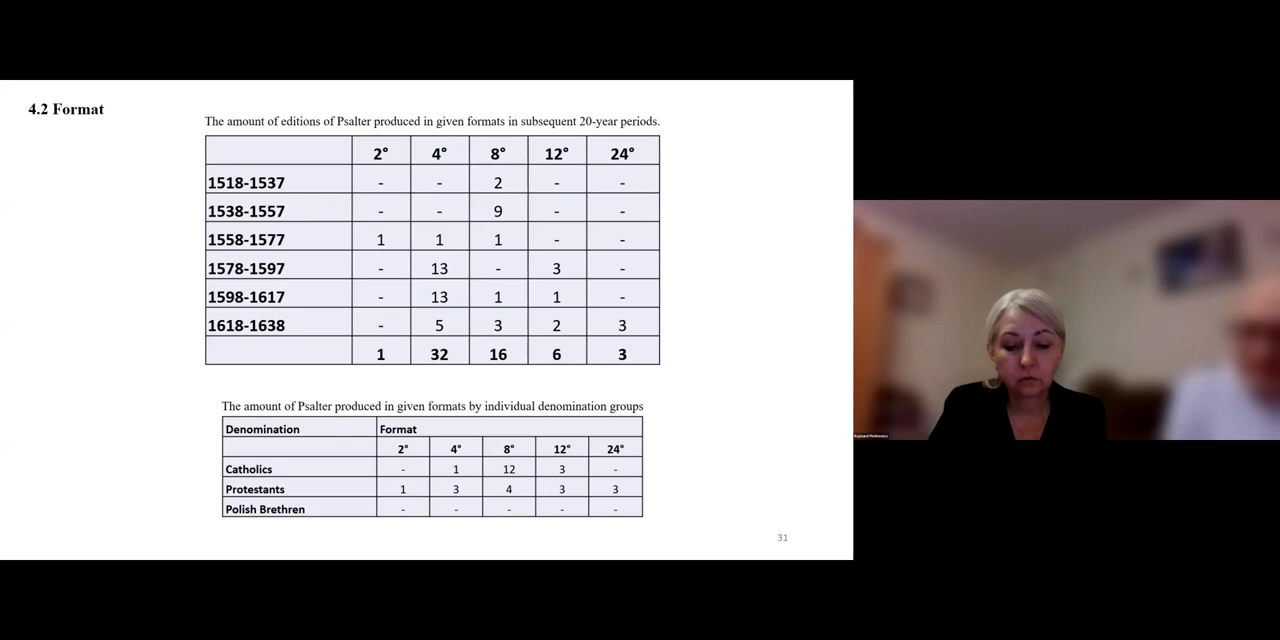 4.2 Format
The amount of editions of Psalter produced in given formats in subsequent 20-year periods.
2° 4° 8° 12° 24°
1518-1537 - - 2 - -
1538-1557 - - 9 - -
1558-1577 1 1 1 - -
1578-1597 - 13 - 3 -
1598-1617 - 13 1 1 -
1618-1638 - 5 3 2 3
1 32 16 6 3
The amount of Psalter produced in given formats by individual denomination groups
Denomination Format
2° 4° 8° 12° 24°
Catholics - 1 12 3 -
Protestants 1 3 4 3 3
Polish Brethren - - - - -
31
Rajmund Pietkiewicz